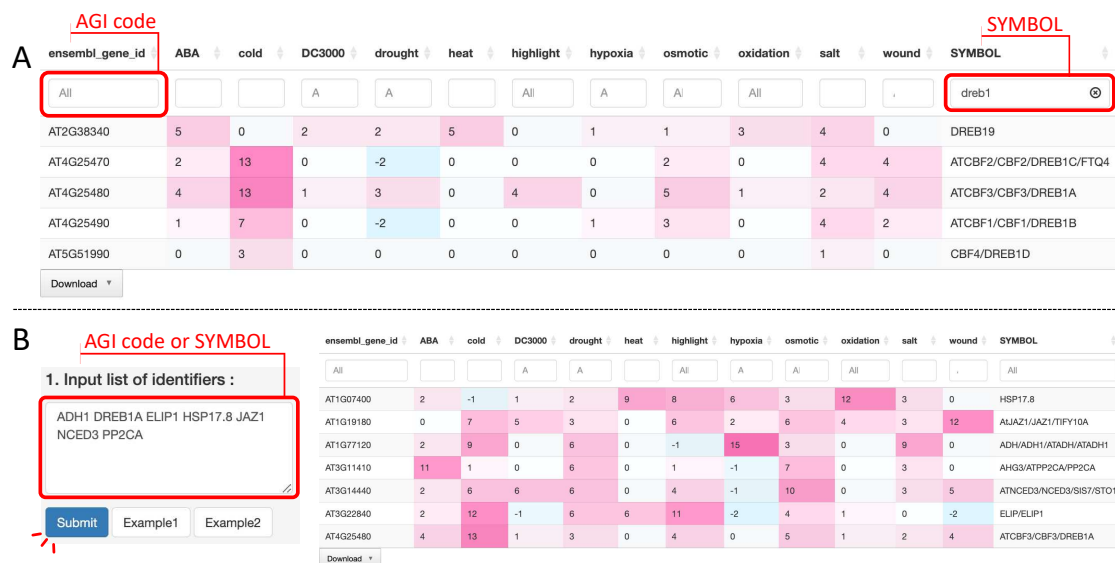 AGI code
SYMBOL
A
ensembl_gene_id ABA cold DC3000 drought heat highlight hypoxia osmotic oxidation salt wound SYMBOL
All A A All A Al All dreb1
AT2G38340 5 0 2 2 5 0 1 1 3 4 0 DREB19
AT4G25470 2 13 0 -2 0 0 0 2 0 4 4 ATCBF2/CBF2/DREB1C/FTQ4
AT4G25480 4 13 1 3 0 4 0 5 1 2 4 ATCBF3/CBF3/DREB1A
AT4G25490 1 7 0 -2 0 0 1 3 0 4 2 ATCBF1/CBF1/DREB1B
AT5G51990 0 3 0 0 0 0 0 0 0 1 0 CBF4/DREB1D
Download
B
AGI code or SYMBOL
1. Input list of identifiers :
ADH1 DREB1A ELIP1 HSP17.8 JAZ1
NCED3 PP2CA
Submit Example1 Example2
ensembl_gene_id ABA cold DC3000 drought heat highlight hypoxia osmotic oxidation salt wound SYMBOL
All A A All A Al All All
AT1G07400 2 -1 1 2 9 8 6 3 12 3 0 HSP17.8
AT1G19180 0 7 5 3 0 6 2 6 4 3 12 AtJAZ1/JAZ1/TIFY10A
AT1G77120 2 9 0 6 0 -1 15 3 0 9 0 ADH/ADH1/ATADH/ATADH1
AT3G11410 11 1 0 6 0 1 -1 7 0 3 0 AHG3/ATPP2CA/PP2CA
AT3G14440 2 6 6 6 0 4 -1 10 0 3 5 ATNCED3/NCED3/SIS7/STO1
AT3G22840 2 12 -1 6 6 11 -2 4 1 0 -2 ELIP/ELIP1
AT4G25480 4 13 1 3 0 4 0 5 1 2 4 ATCBF3/CBF3/DREB1A
Download